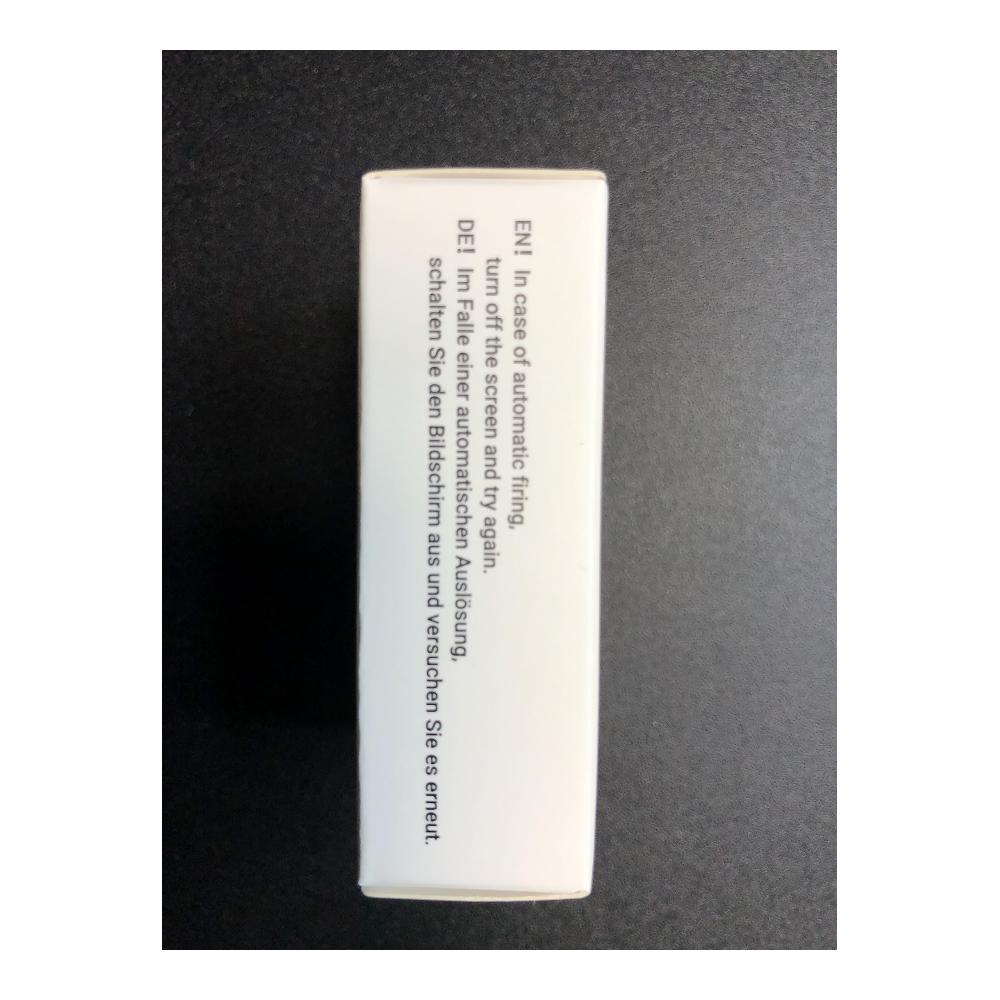 EN! In case of automatic firing,
turn off the screen and try again.
DE! Im Falle einer automatischen Auslösung,
schalten Sie den Bildschirm aus und versuchen Sie es erneut.